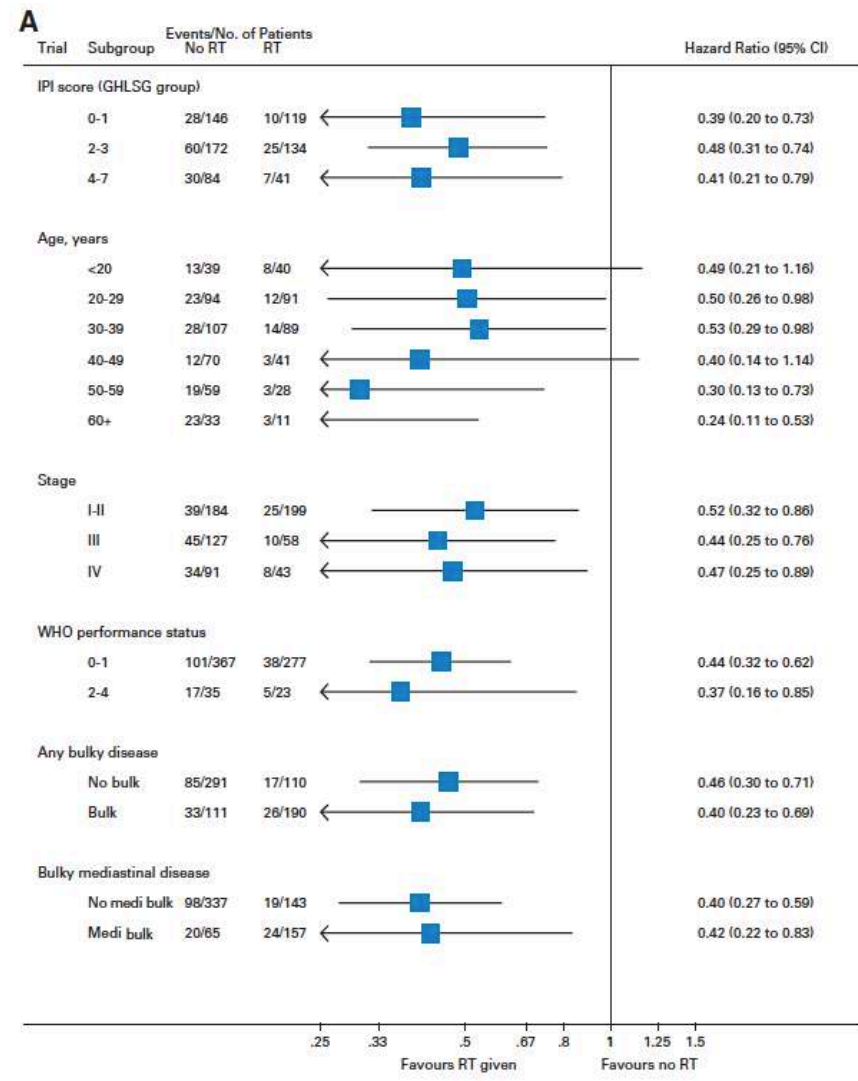 A
Events/No. of Patients
Trial Subgroup No RT RT Hazard Ratio (95% CI)
IPI score (GHLSG group)
0-1 28/146 10/119 0.39 (0.20 to 0.73)
2-3 60/172 25/134 0.48 (0.31 to 0.74)
4-7 30/84 7/41 0.41 (0.21 to 0.79)
Age, years
<20 13/39 8/40 0.49 (0.21 to 1.16)
20-29 23/94 12/91 0.50 (0.26 to 0.98)
30-39 28/107 14/89 0.53 (0.29 to 0.98)
40-49 12/70 3/41 0.40 (0.14 to 1.14)
50-59 19/59 3/28 0.30 (0.13 to 0.73)
60+ 23/33 3/11 0.24 (0.11 to 0.53)
Stage
I-II 39/184 25/199 0.52 (0.32 to 0.86)
III 45/127 10/58 0.44 (0.25 to 0.76)
IV 34/91 8/43 0.47 (0.25 to 0.89)
WHO performance status
0-1 101/367 38/277 0.44 (0.32 to 0.62)
2-4 17/35 5/23 0.37 (0.16 to 0.85)
Any bulky disease
No bulk 85/291 17/110 0.46 (0.30 to 0.71)
Bulk 33/111 26/190 0.40 (0.23 to 0.69)
Bulky mediastinal disease
No medi bulk 98/337 19/143 0.40 (0.27 to 0.59)
Medi bulk 20/65 24/157 0.42 (0.22 to 0.83)
.25 .33 .5 .67 .8 1 1.25 1.5
Favours RT given Favours no RT